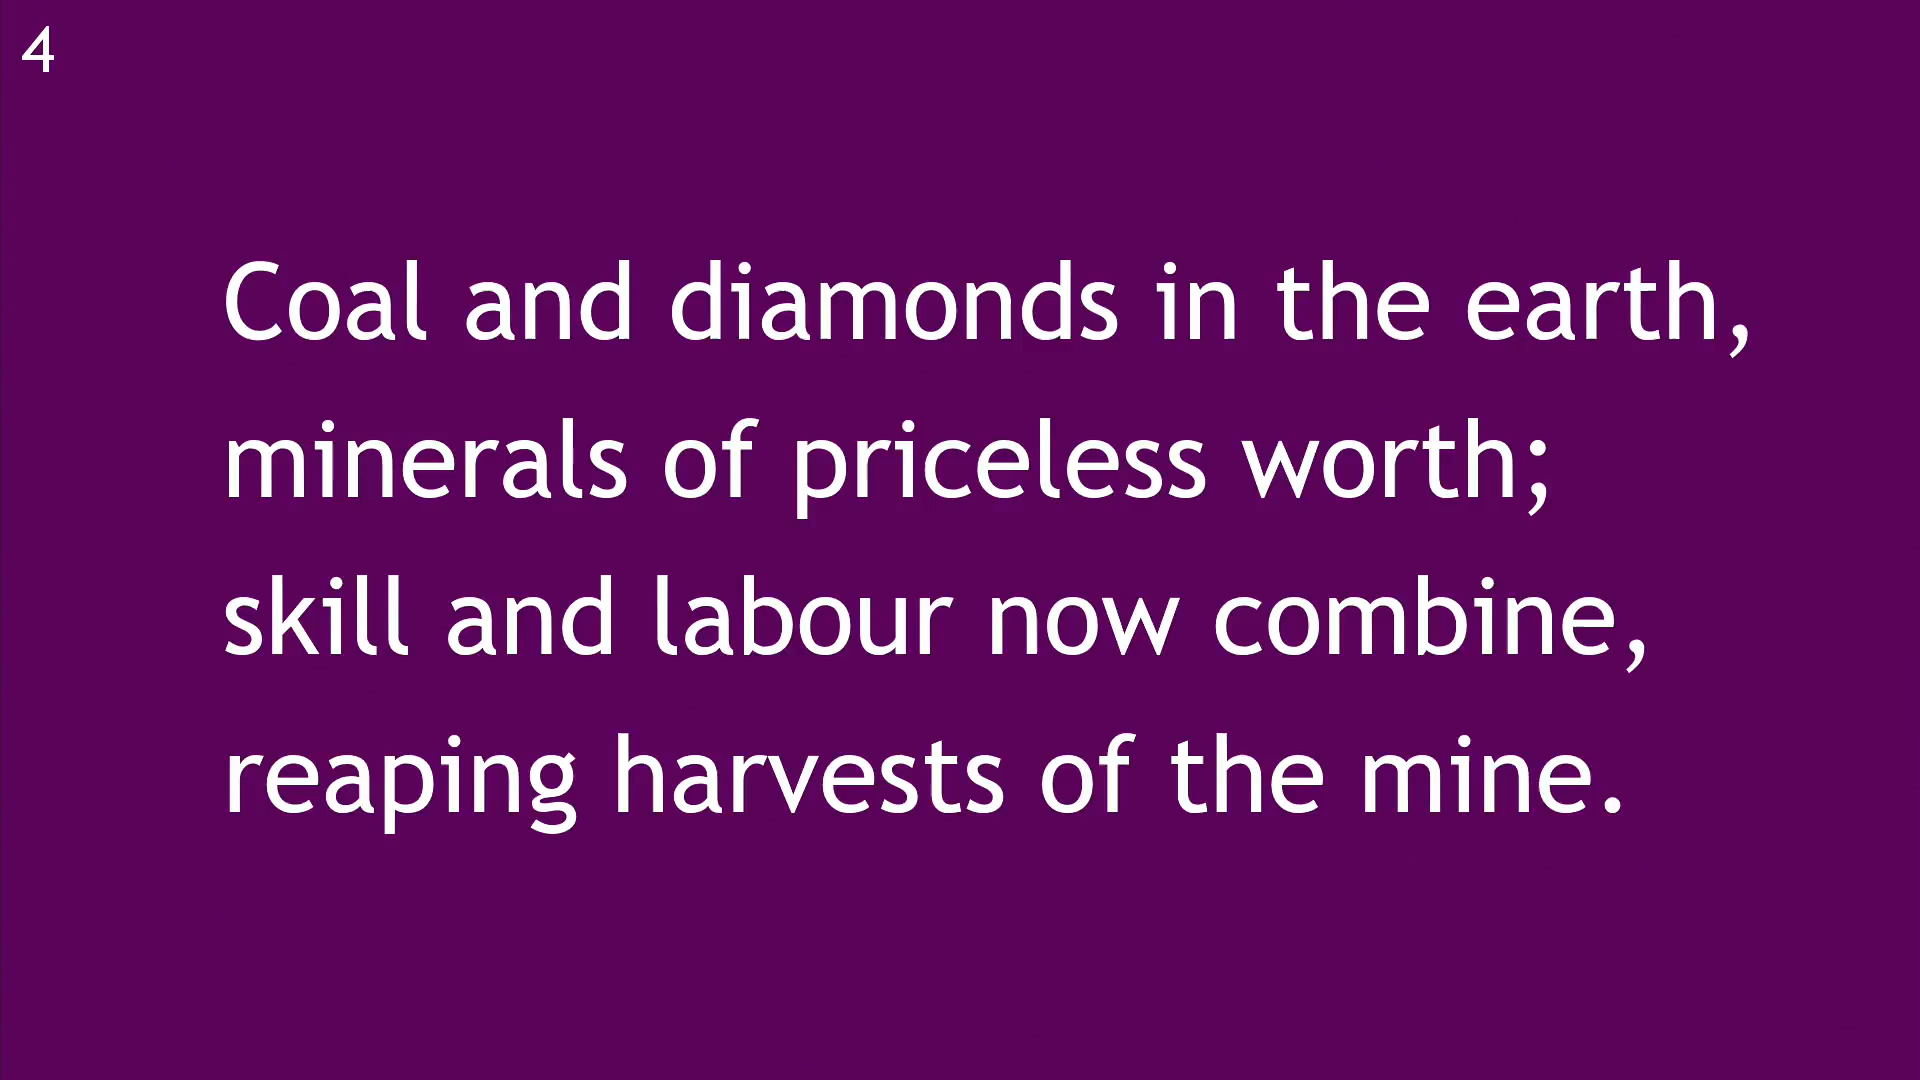 4
Coal and diamonds in the earth,
minerals of priceless worth;
skill and labour now combine,
reaping harvests of the mine.